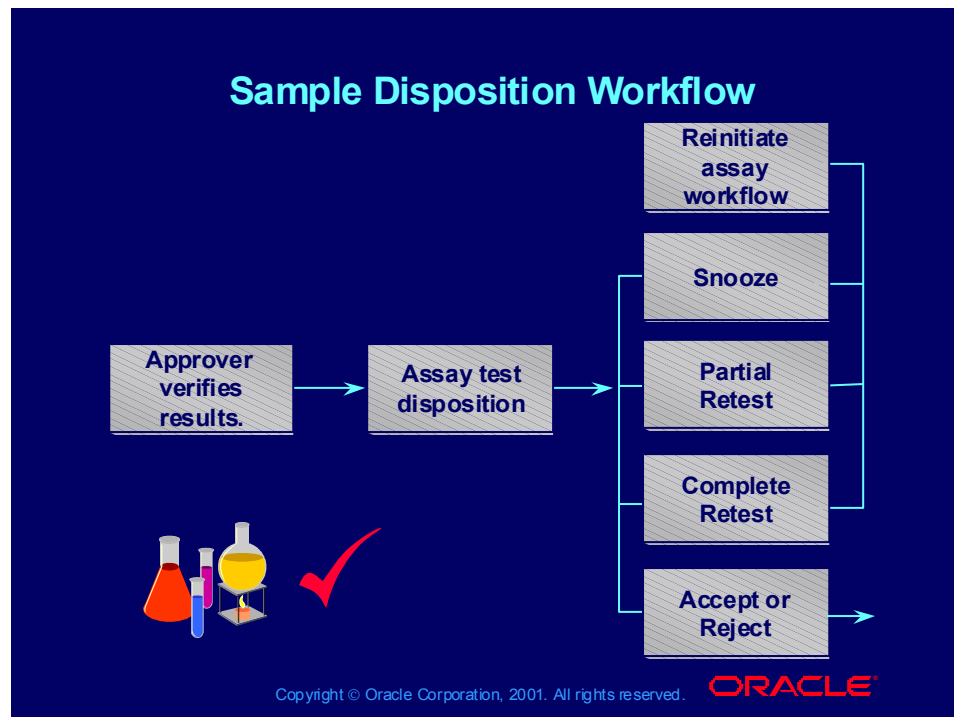 Sample Disposition Workflow
Reinitiate
assay
workflow
Snooze
Approver
verifies
results.
Assay test
disposition
Partial
Retest
Complete
Retest
Accept or
Reject
Copyright © Oracle Corporation, 2001. All rights reserved.
ORACLE®